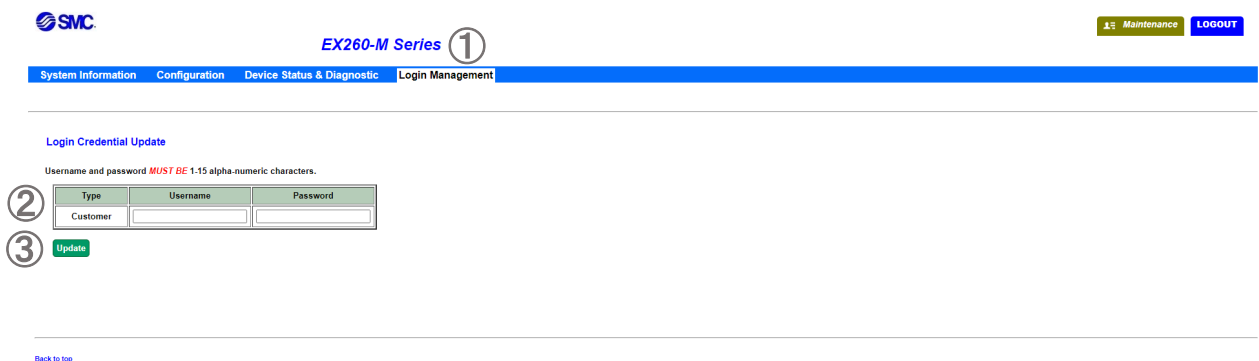 SMC.
Maintenance LOGOUT
EX260-M Series ①
System Information Configuration Device Status & Diagnostic Login Management
Login Credential Update
Username and password MUST BE 1-15 alpha-numeric characters.
② Type Username Password
Customer
③ Update
Back to top